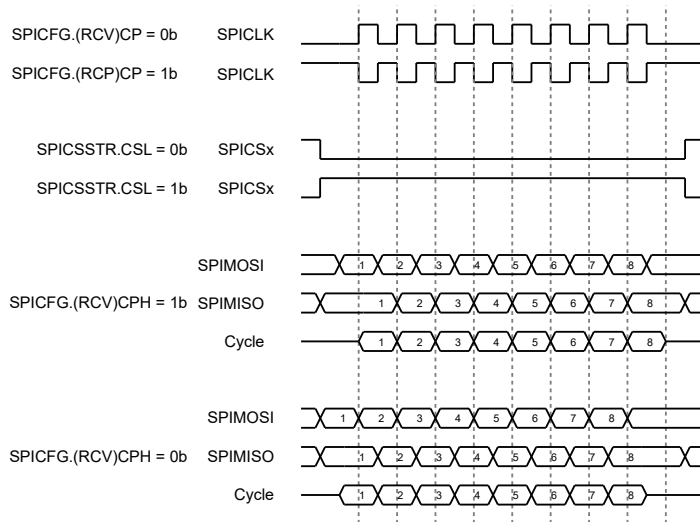 SPICFG.(RCV)CP = 0b SPICLK
SPICFG.(RCP)CP = 1b SPICLK
SPICSSTR.CSL = 0b SPICSx
SPICSSTR.CSL = 1b SPICSx
SPIMOSI 1 2 3 4 5 6 7 8
SPICFG.(RCV)CPH = 1b SPIMISO 1 2 3 4 5 6 7 8
Cycle 1 2 3 4 5 6 7 8
SPIMOSI 1 2 3 4 5 6 7 8
SPICFG.(RCV)CPH = 0b SPIMISO 1 2 3 4 5 6 7 8
Cycle 1 2 3 4 5 6 7 8